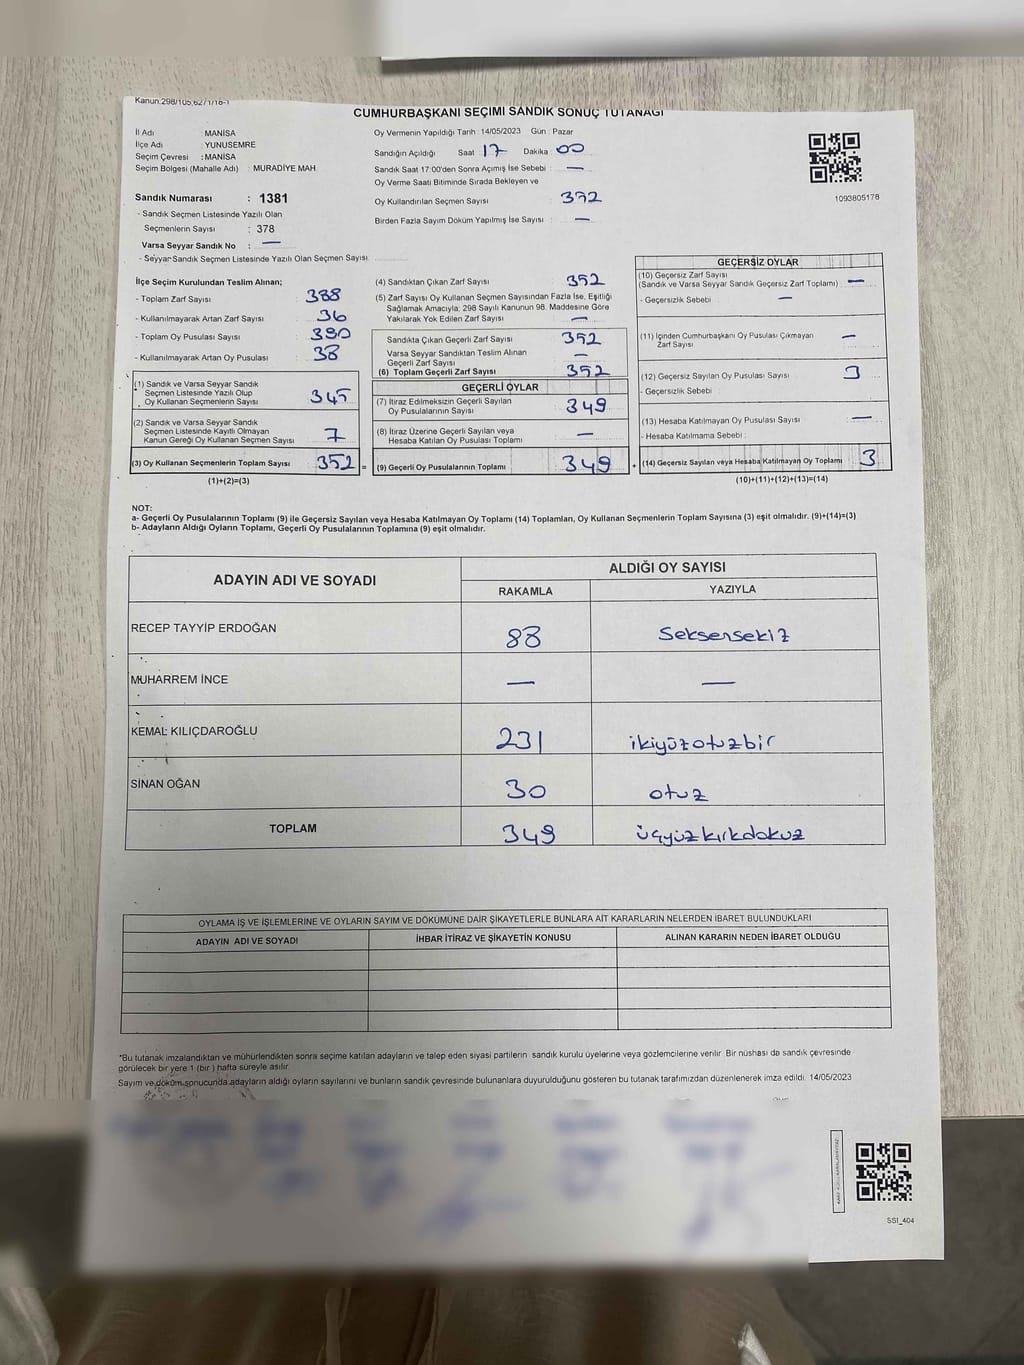 Kanun.298/105.627/1/18-1
CUMHURBAŞKANI SEÇİMİ SANDIK SONUÇ TUTANAĞI
İl Adı : MANİSA
İlçe Adı : YUNUSEMRE
Seçim Çevresi : MANİSA
Seçim Bölgesi (Mahalle Adı) : MURADİYE MAH.
Sandık Numarası : 1381
- Sandık Seçmen Listesinde Yazılı Olan
Seçmenlerin Sayısı : 378
Varsa Seyyar Sandık No : —
- Seyyar Sandık Seçmen Listesinde Yazılı Olan Seçmen Sayısı
Oy Vermenin Yapıldığı Tarih : 14/05/2023 Gün : Pazar
Sandığın Açıldığı Saat 17 Dakika : 00
Sandık Saat 17:00'den Sonra Açımış İse Sebebi : —
Oy Verme Saati Bitiminde Sırada Bekleyen ve
Oy Kullandırılan Seçmen Sayısı
Birden Fazla Sayım Döküm Yapılmış İse Sayısı : —
1093805178
İlçe Seçim Kurulundan Teslim Alınan;
- Toplam Zarf Sayısı : 388
- Kullanılmayarak Artan Zarf Sayısı : 36
- Toplam Oy Pusulası Sayısı : 390
- Kullanılmayarak Artan Oy Pusulası : 38
(1) Sandık ve Varsa Seyyar Sandık
Seçmen Listesinde Yazılı Olup
Oy Kullanan Seçmenlerin Sayısı 345
(2) Sandık ve Varsa Seyyar Sandık
Seçmen Listesinde Kayıtlı Olmayan
Kanun Gereği Oy Kullanan Seçmen Sayısı 7
(3) Oy Kullanan Seçmenlerin Toplam Sayısı 352 =
(1)+(2)=(3)
(4) Sandıktan Çıkan Zarf Sayısı 352
(5) Zarf Sayısı Oy Kullanan Seçmen Sayısından Fazla İse, Eşitliği
Sağlamak Amacıyla; 298 Sayılı Kanunun 98. Maddesine Göre
Yakılarak Yok Edilen Zarf Sayısı —
Sandıkta Çıkan Geçerli Zarf Sayısı 352
Varsa Seyyar Sandıktan Teslim Alınan
Geçerli Zarf Sayısı —
(6) Toplam Geçerli Zarf Sayısı 352
GEÇERLİ OYLAR
(7) İtiraz Edilmeksizin Geçerli Sayılan
Oy Pusulalarının Sayısı 349
(8) İtiraz Üzerine Geçerli Sayılan veya
Hesaba Katılan Oy Pusulası Toplamı —
(9) Geçerli Oy Pusulalarının Toplamı 349 +
GEÇERSİZ OYLAR
(10) Geçersiz Zarf Sayısı
(Sandık ve Varsa Seyyar Sandık Geçersiz Zarf Toplamı) —
- Geçersizlik Sebebi : —
(11) İçinden Cumhurbaşkanı Oy Pusulası Çıkmayan
Zarf Sayısı —
(12) Geçersiz Sayılan Oy Pusulası Sayısı 3
- Geçersizlik Sebebi :
(13) Hesaba Katılmayan Oy Pusulası Sayısı —
- Hesaba Katılmama Sebebi :
(14) Geçersiz Sayılan veya Hesaba Katılmayan Oy Toplamı 3
(10)+(11)+(12)+(13)=(14)
NOT:
a- Geçerli Oy Pusulalarının Toplamı (9) ile Geçersiz Sayılan veya Hesaba Katılmayan Oy Toplamı (14) Toplamları, Oy Kullanan Seçmenlerin Toplam Sayısına (3) eşit olmalıdır. (9)+(14)=(3)
b- Adayların Aldığı Oyların Toplamı, Geçerli Oy Pusulalarının Toplamına (9) eşit olmalıdır.
ADAYIN ADI VE SOYADI
ALDIĞI OY SAYISI
RAKAMLA YAZIYLA
RECEP TAYYİP ERDOĞAN 88 Seksensekiz
MUHARREM İNCE — —
KEMAL KILIÇDAROĞLU 231 ikiyüzotuzbir
SİNAN OĞAN 30 otuz
TOPLAM 349 üçyüzkırkdokuz
OYLAMA İŞ VE İŞLEMLERİNE VE OYLARIN SAYIM VE DÖKÜMÜNE DAİR ŞİKAYETLERLE BUNLARA AİT KARARLARIN NELERDEN İBARET BULUNDUKLARI
ADAYIN ADI VE SOYADI İHBAR İTİRAZ VE ŞİKAYETİN KONUSU ALINAN KARARIN NEDEN İBARET OLDUĞU
*Bu tutanak imzalandıktan ve mühürlendikten sonra seçime katılan adayların ve talep eden siyasi partilerin sandık kurulu üyelerine veya gözlemcilerine verilir. Bir nüshası da sandık çevresinde
görülecek bir yere 1 (bir) hafta süreyle asılır.
Sayım ve döküm sonucunda adayların aldığı oyların sayılarını ve bunların sandık çevresinde bulunanlara duyurulduğunu gösteren bu tutanak tarafımızdan düzenlenerek imza edildi. 14/05/2023
SS1_404